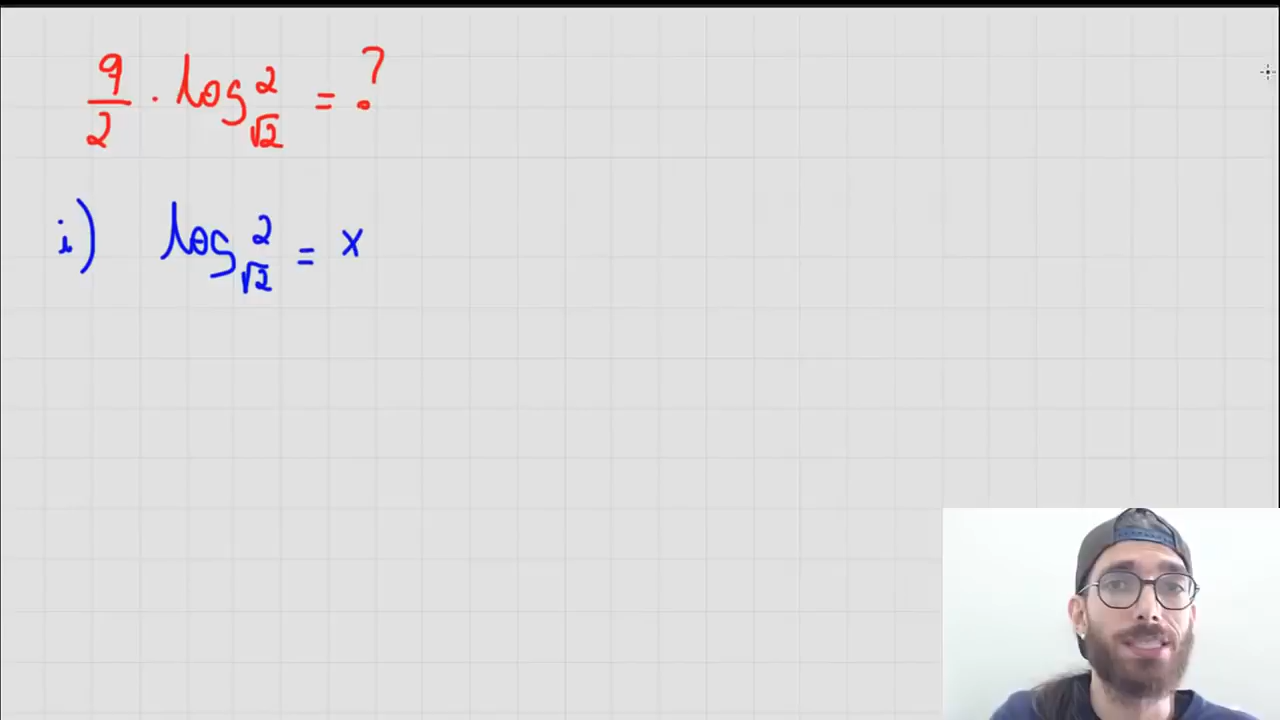 9/2 · log_√2 2 = ?
i) log_√2 2 = x